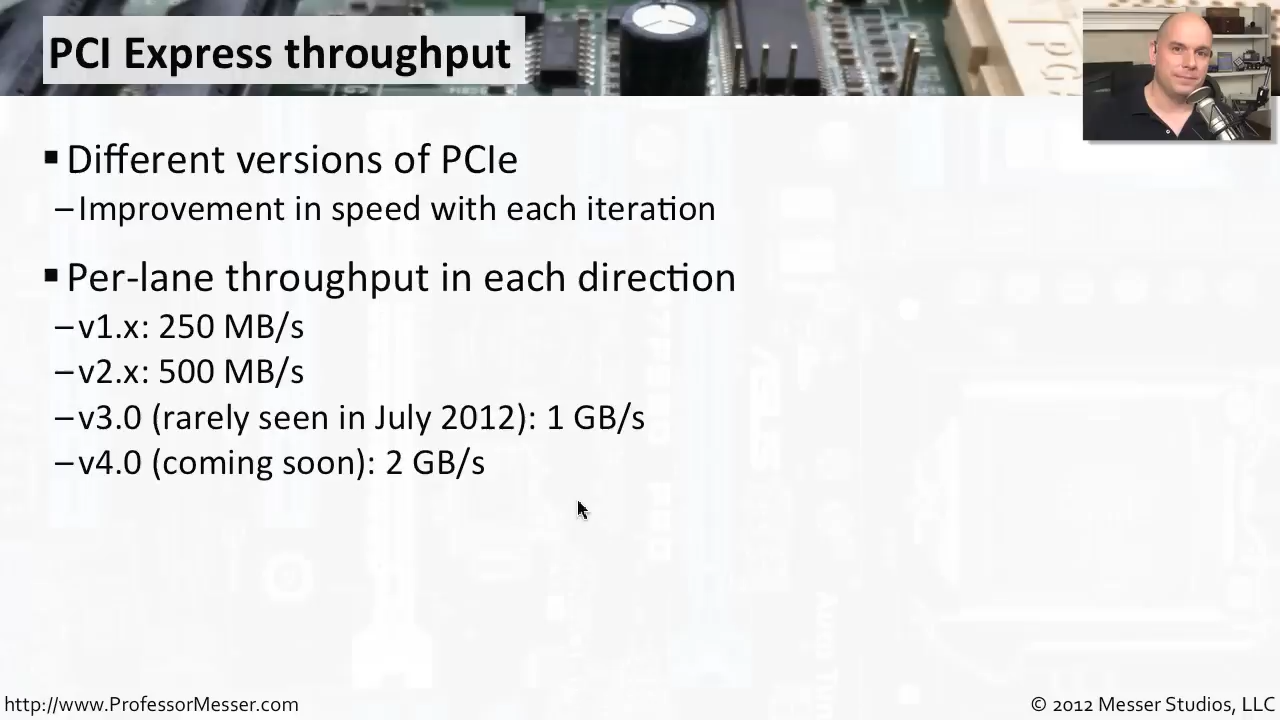 PCI Express throughput
▪ Different versions of PCIe
– Improvement in speed with each iteration
▪ Per-lane throughput in each direction
– v1.x: 250 MB/s
– v2.x: 500 MB/s
– v3.0 (rarely seen in July 2012): 1 GB/s
– v4.0 (coming soon): 2 GB/s
http://www.ProfessorMesser.com
© 2012 Messer Studios, LLC